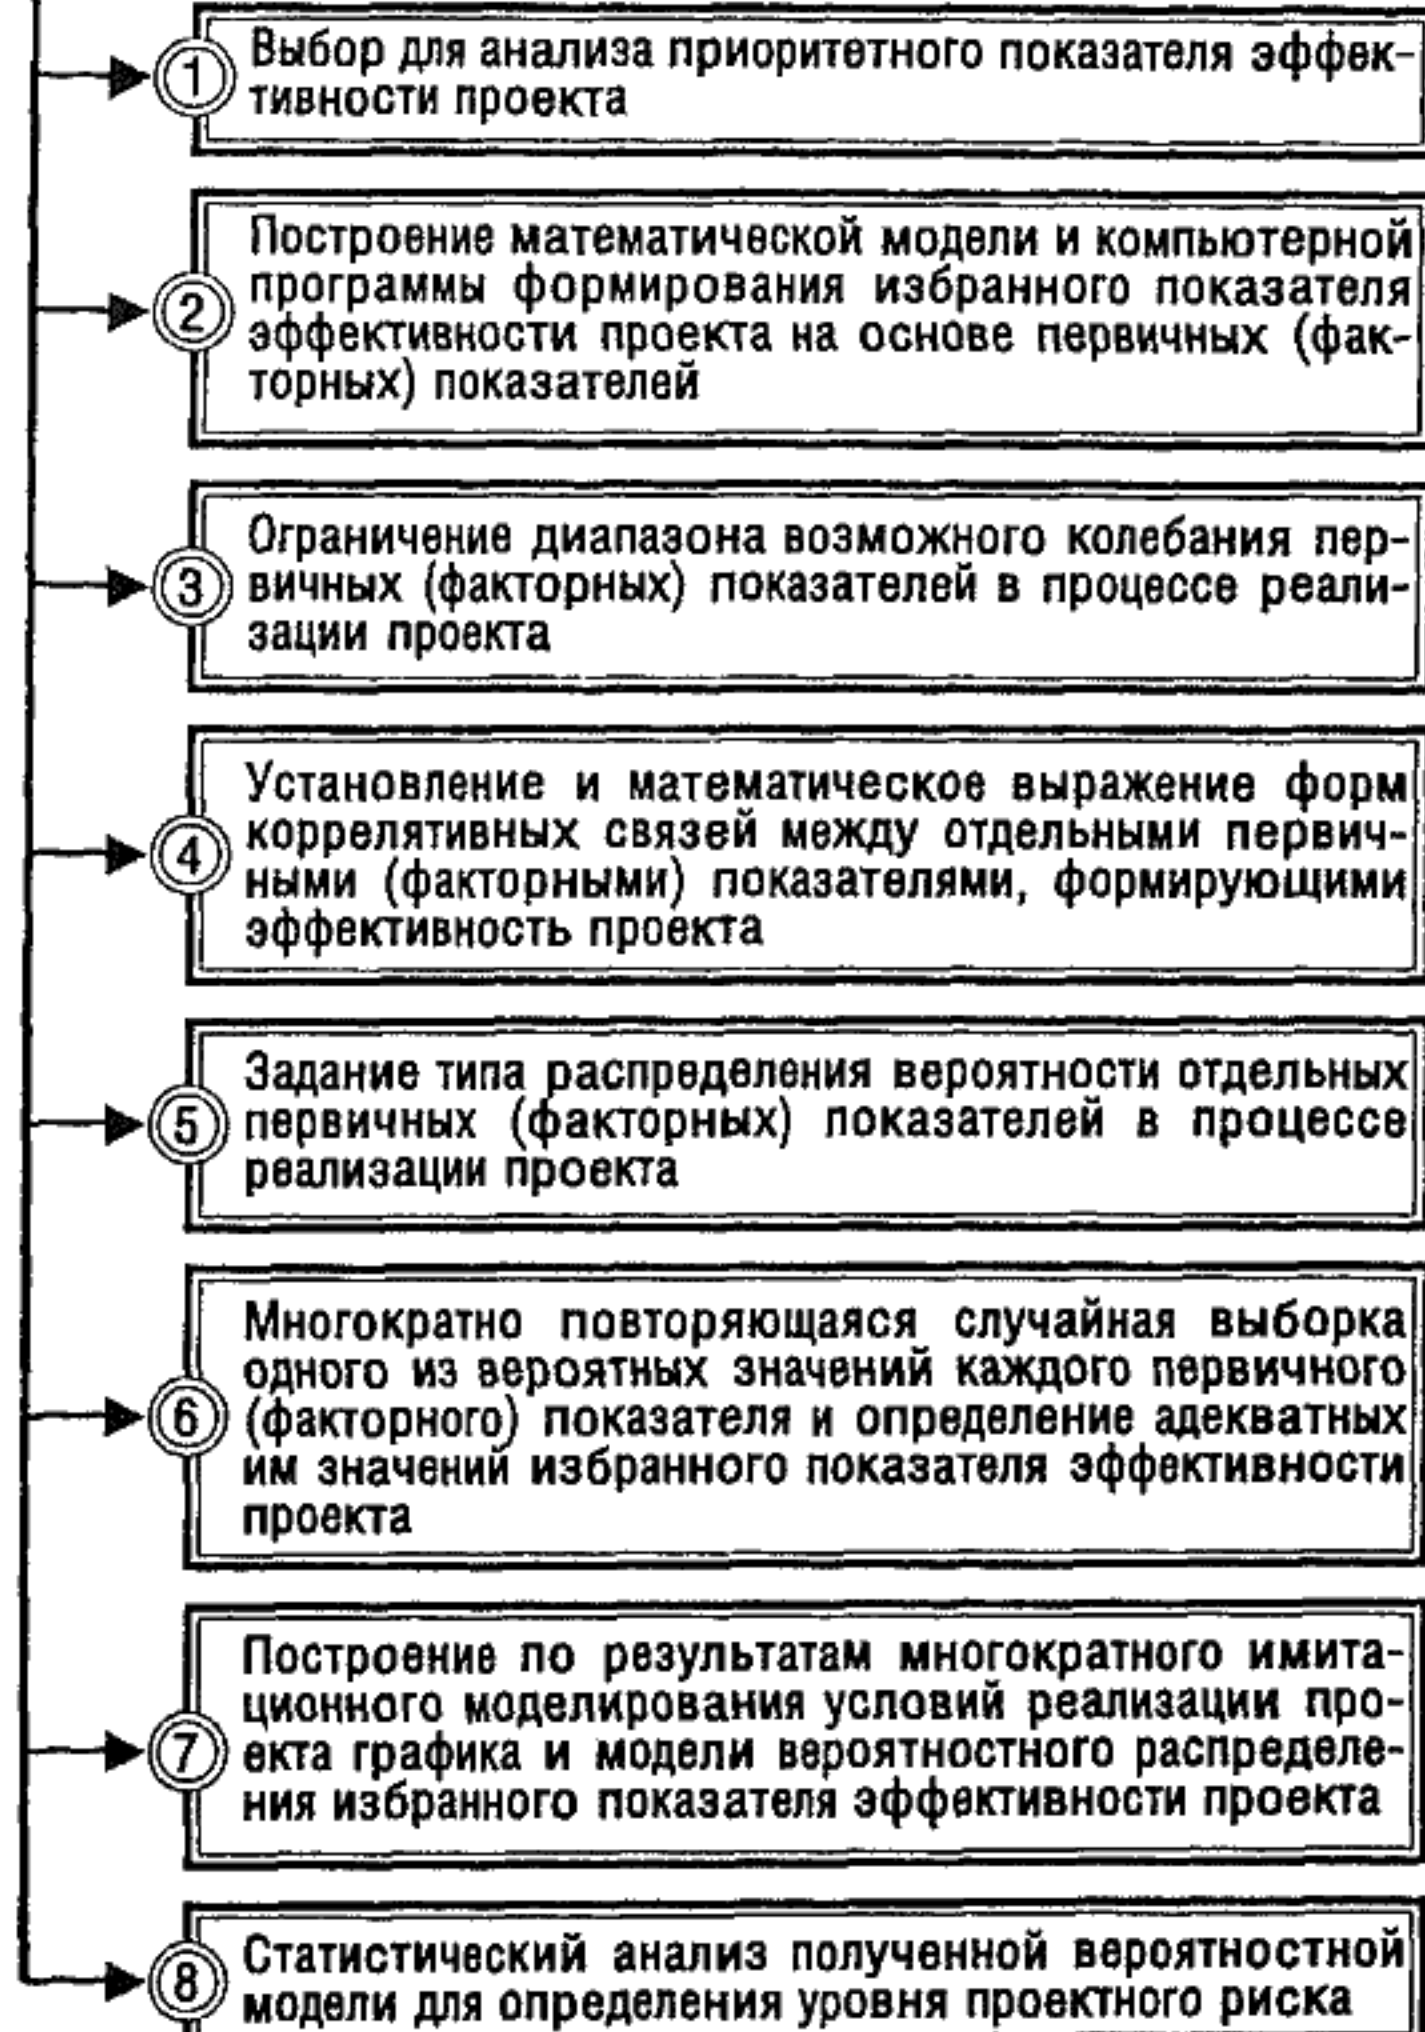 1
Выбор для анализа приоритетного показателя эффек-
тивности проекта
2
Построение математической модели и компьютерной
программы формирования избранного показателя
эффективности проекта на основе первичных (фак-
торных) показателей
3
Ограничение диапазона возможного колебания пер-
вичных (факторных) показателей в процессе реали-
зации проекта
4
Установление и математическое выражение форм
коррелятивных связей между отдельными первич-
ными (факторными) показателями, формирующими
эффективность проекта
5
Задание типа распределения вероятности отдельных
первичных (факторных) показателей в процессе
реализации проекта
6
Многократно повторяющаяся случайная выборка
одного из вероятных значений каждого первичного
(факторного) показателя и определение адекватных
им значений избранного показателя эффективности
проекта
7
Построение по результатам многократного имита-
ционного моделирования условий реализации про-
екта графика и модели вероятностного распределе-
ния избранного показателя эффективности проекта
8
Статистический анализ полученной вероятностной
модели для определения уровня проектного риска